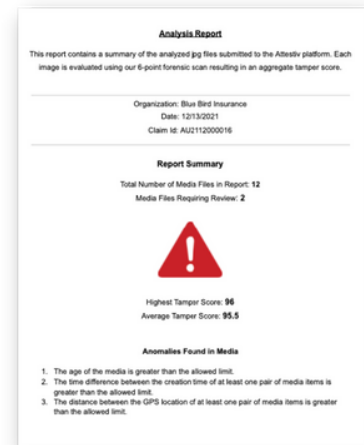 Analysis Report
This report contains a summary of the analyzed jpg files submitted to the Attestiv platform. Each
image is evaluated using our 6-point forensic scan resulting in an aggregate tamper score.
Organization: Blue Bird Insurance
Date: 12/13/2021
Claim Id: AU2112000016
Report Summary
Total Number of Media Files in Report: 12
Media Files Requiring Review: 2
!
Highest Tamper Score: 96
Average Tamper Score: 95.5
Anomalies Found in Media
1. The age of the media is greater than the allowed limit.
2. The time difference between the creation time of at least one pair of media items is
greater than the allowed limit.
3. The distance between the GPS location of at least one pair of media items is greater
than the allowed limit.